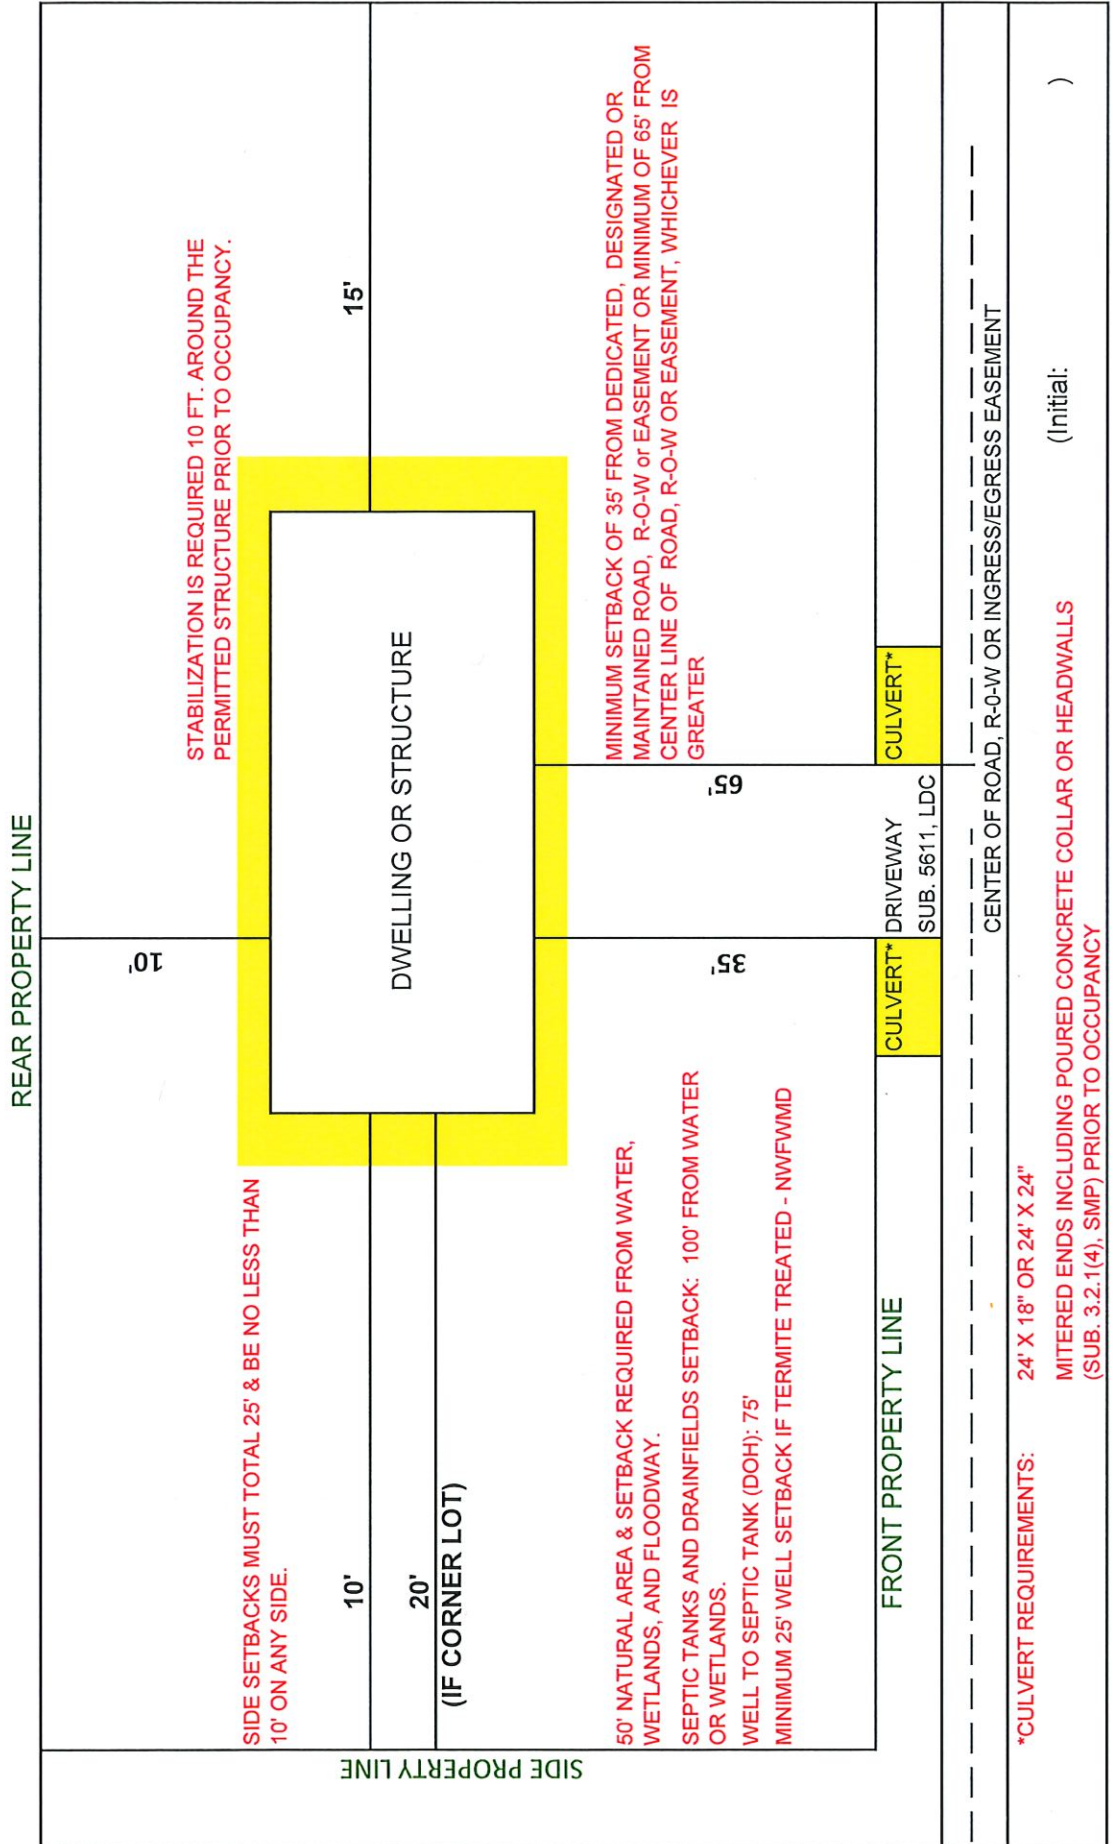 REAR PROPERTY LINE
STABILIZATION IS REQUIRED 10 FT. AROUND THE
PERMITTED STRUCTURE PRIOR TO OCCUPANCY.
SIDE SETBACKS MUST TOTAL 25' & BE NO LESS THAN
10' ON ANY SIDE.
10'
15'
10'
20'
(IF CORNER LOT)
DWELLING OR STRUCTURE
SIDE PROPERTY LINE
50' NATURAL AREA & SETBACK REQUIRED FROM WATER,
WETLANDS, AND FLOODWAY.
SEPTIC TANKS AND DRAINFIELDS SETBACK: 100' FROM WATER
OR WETLANDS.
WELL TO SEPTIC TANK (DOH): 75'
MINIMUM 25' WELL SETBACK IF TERMITE TREATED - NWFWMD
35'
65'
MINIMUM SETBACK OF 35' FROM DEDICATED, DESIGNATED OR
MAINTAINED ROAD, R-O-W or EASEMENT OR MINIMUM OF 65' FROM
CENTER LINE OF ROAD, R-O-W OR EASEMENT, WHICHEVER IS
GREATER
FRONT PROPERTY LINE
CULVERT*
DRIVEWAY
SUB. 5611, LDC
CULVERT*
CENTER OF ROAD, R-0-W OR INGRESS/EGRESS EASEMENT
*CULVERT REQUIREMENTS: 24' X 18" OR 24' X 24"
(Initial: )
MITERED ENDS INCLUDING POURED CONCRETE COLLAR OR HEADWALLS
(SUB. 3.2.1(4), SMP) PRIOR TO OCCUPANCY